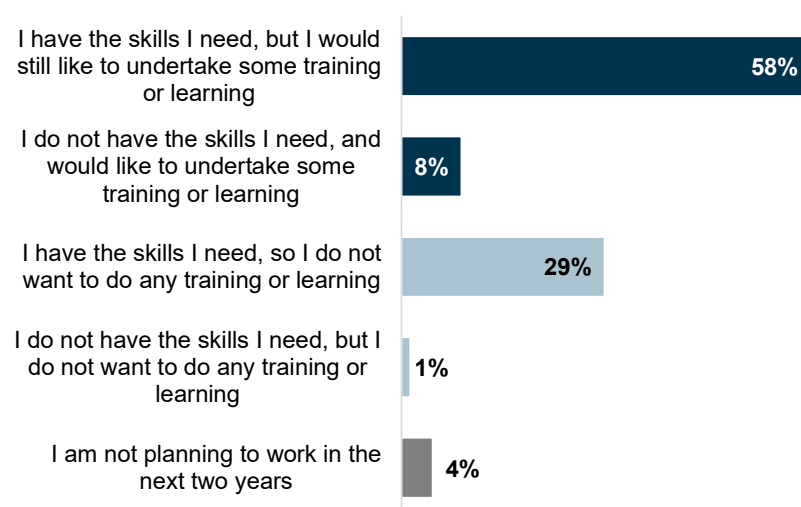 I have the skills I need, but I would
still like to undertake some training
or learning
58%
I do not have the skills I need, and
would like to undertake some
training or learning
8%
I have the skills I need, so I do not
want to do any training or learning
29%
I do not have the skills I need, but I
do not want to do any training or
learning
1%
I am not planning to work in the
next two years
4%